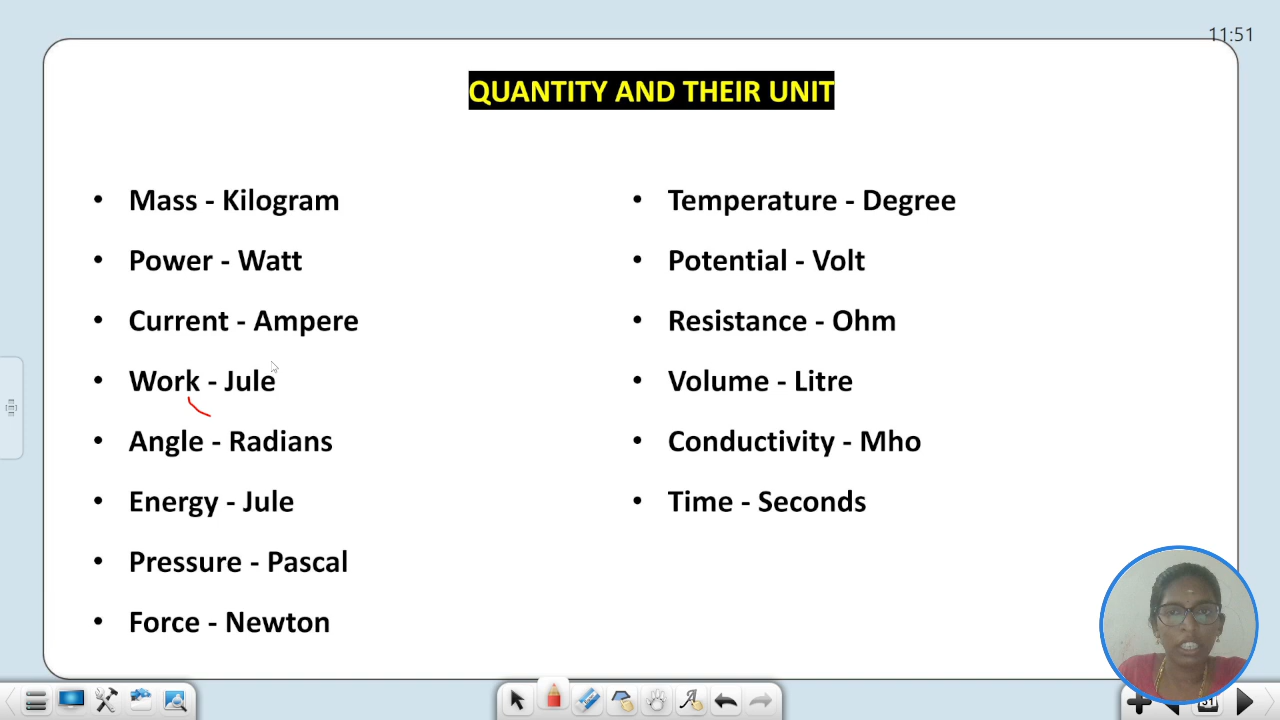 11:51
QUANTITY AND THEIR UNIT
• Mass - Kilogram
• Power - Watt
• Current - Ampere
• Work - Jule
• Angle - Radians
• Energy - Jule
• Pressure - Pascal
• Force - Newton
• Temperature - Degree
• Potential - Volt
• Resistance - Ohm
• Volume - Litre
• Conductivity - Mho
• Time - Seconds
31